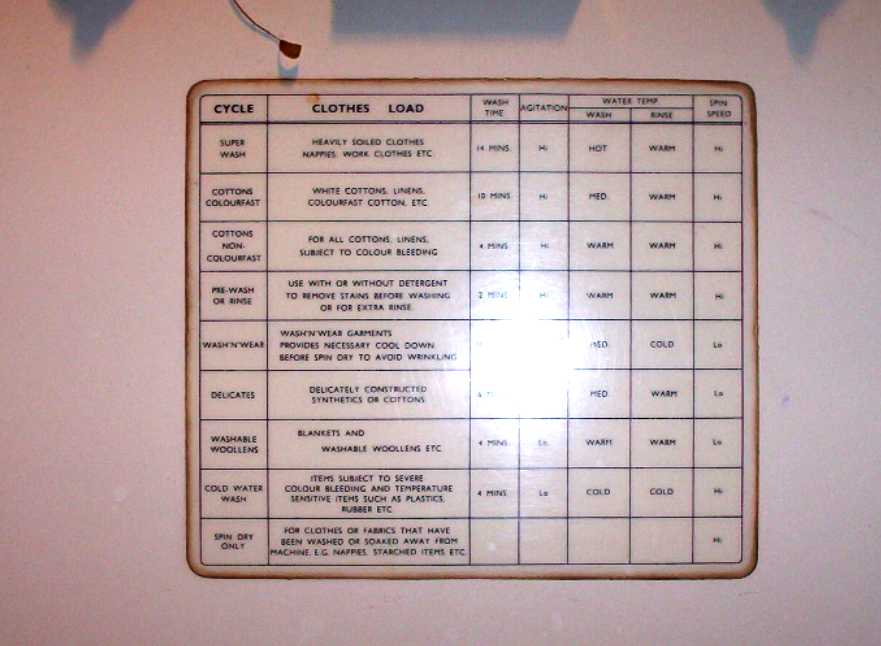 CYCLE CLOTHES LOAD WASH TIME AGITATION WATER TEMP. WASH RINSE SPIN SPEED
SUPER WASH HEAVILY SOILED CLOTHES NAPPIES, WORK CLOTHES ETC. 14 MINS. Hi HOT WARM Hi
COTTONS COLOURFAST WHITE COTTONS, LINENS, COLOURFAST COTTON, ETC 10 MINS. Hi MED. WARM Hi
COTTONS NON-COLOURFAST FOR ALL COTTONS, LINENS, SUBJECT TO COLOUR BLEEDING 4 MINS. Hi WARM WARM Hi
PRE-WASH OR RINSE USE WITH OR WITHOUT DETERGENT TO REMOVE STAINS BEFORE WASHING OR FOR EXTRA RINSE. 2 MINS Hi WARM WARM Hi
WASH'N'WEAR WASH'N'WEAR GARMENTS PROVIDES NECESSARY COOL DOWN BEFORE SPIN DRY TO AVOID WRINKLING MED. COLD Lo
DELICATES DELICATELY CONSTRUCTED SYNTHETICS OR COTTONS MED. WARM Lo
WASHABLE WOOLLENS BLANKETS AND WASHABLE WOOLLENS ETC 4 MINS. Lo WARM WARM Lo
COLD WATER WASH ITEMS SUBJECT TO SEVERE COLOUR BLEEDING AND TEMPERATURE SENSITIVE ITEMS SUCH AS PLASTICS, RUBBER ETC. 4 MINS. Lo COLD COLD Hi
SPIN DRY ONLY FOR CLOTHES OR FABRICS THAT HAVE BEEN WASHED OR SOAKED AWAY FROM MACHINE, E.G. NAPPIES, STARCHED ITEMS ETC. Hi